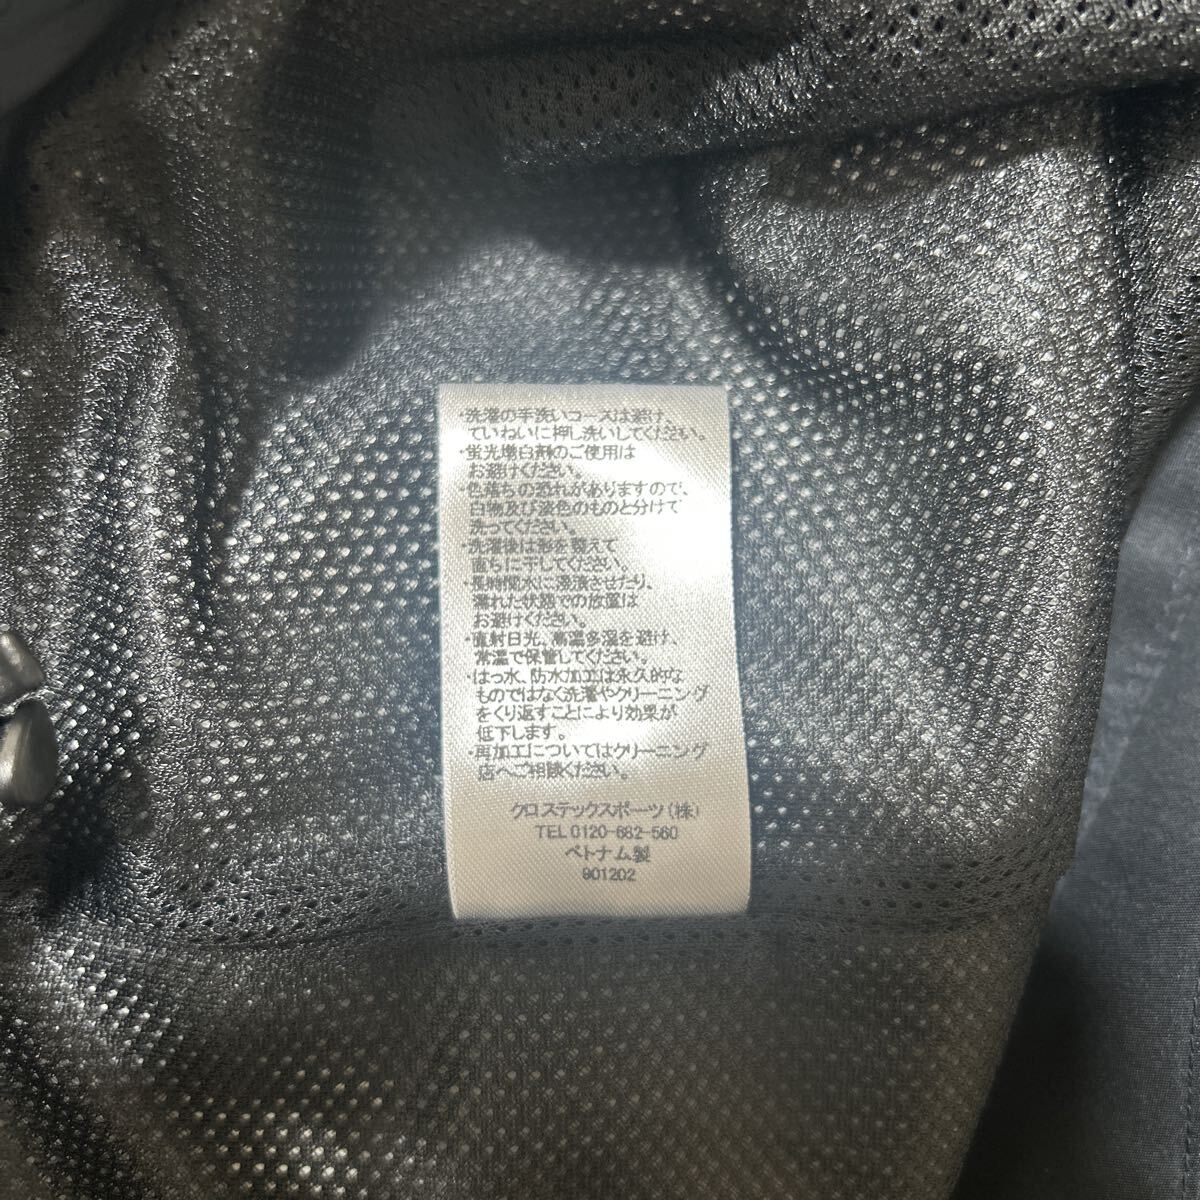 ・洗濯の手洗いコースは避け、
ていねいに押し洗いしてください。
・蛍光増白剤のご使用は
お避けください。
・色落ちの恐れがありますので、
白物及び淡色のものと分けて
洗ってください。
・洗濯後は形を整えて
直ちに干してください。
・長時間水に浸漬させたり、
濡れた状態での放置は
お避けください。
・直射日光、高温多湿を避け、
常温で保管してください。
・はっ水、防水加工は永久的な
ものではなく洗濯やクリーニング
をくり返すことにより効果が
低下します。
・再加工についてはクリーニング
店へご相談ください。
クロステックスポーツ(株)
TEL 0120-662-560
ベトナム製
901202